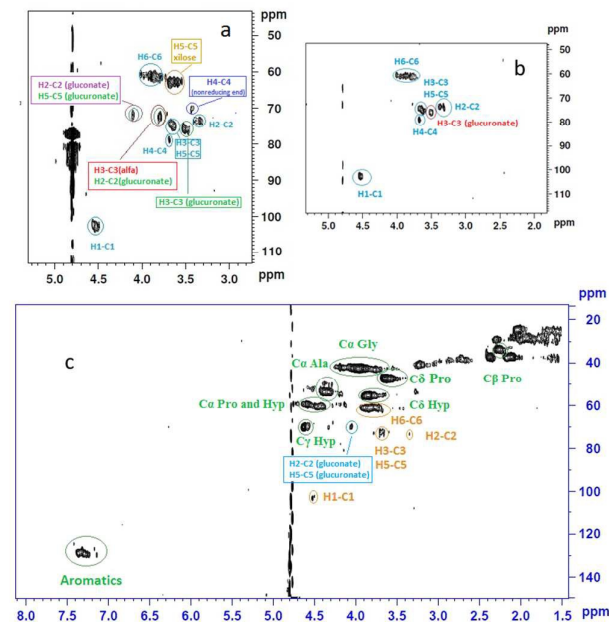 a
ppm
50
60
70
80
90
100
110
ppm
5.0
4.5
4.0
3.5
3.0
H6-C6
H5-C5
xilose
H2-C2 (gluconate)
H5-C5 (glucuronate)
H4-C4
(nonreducing end)
H2-C2
H4-C4
H3-C3
H5-C5
H3-C3(alfa)
H2-C2(glucuronate)
H3-C3 (glucuronate)
H1-C1
b
ppm
50
60
70
80
90
100
110
5.0
4.5
4.0
3.5
3.0
2.5
2.0
ppm
H6-C6
H3-C3
H5-C5
H2-C2
H3-C3 (glucuronate)
H4-C4
H1-C1
c
ppm
20
40
60
80
100
120
140
8.0
7.5
7.0
6.5
6.0
5.5
5.0
4.5
4.0
3.5
3.0
2.5
2.0
1.5
ppm
Cα Gly
Cα Ala
Cδ Pro
Cβ Pro
Cα Pro and Hyp
Cδ Hyp
H6-C6
Cγ Hyp
H2-C2
H3-C3
H5-C5
H2-C2 (gluconate)
H5-C5 (glucuronate)
H1-C1
Aromatics